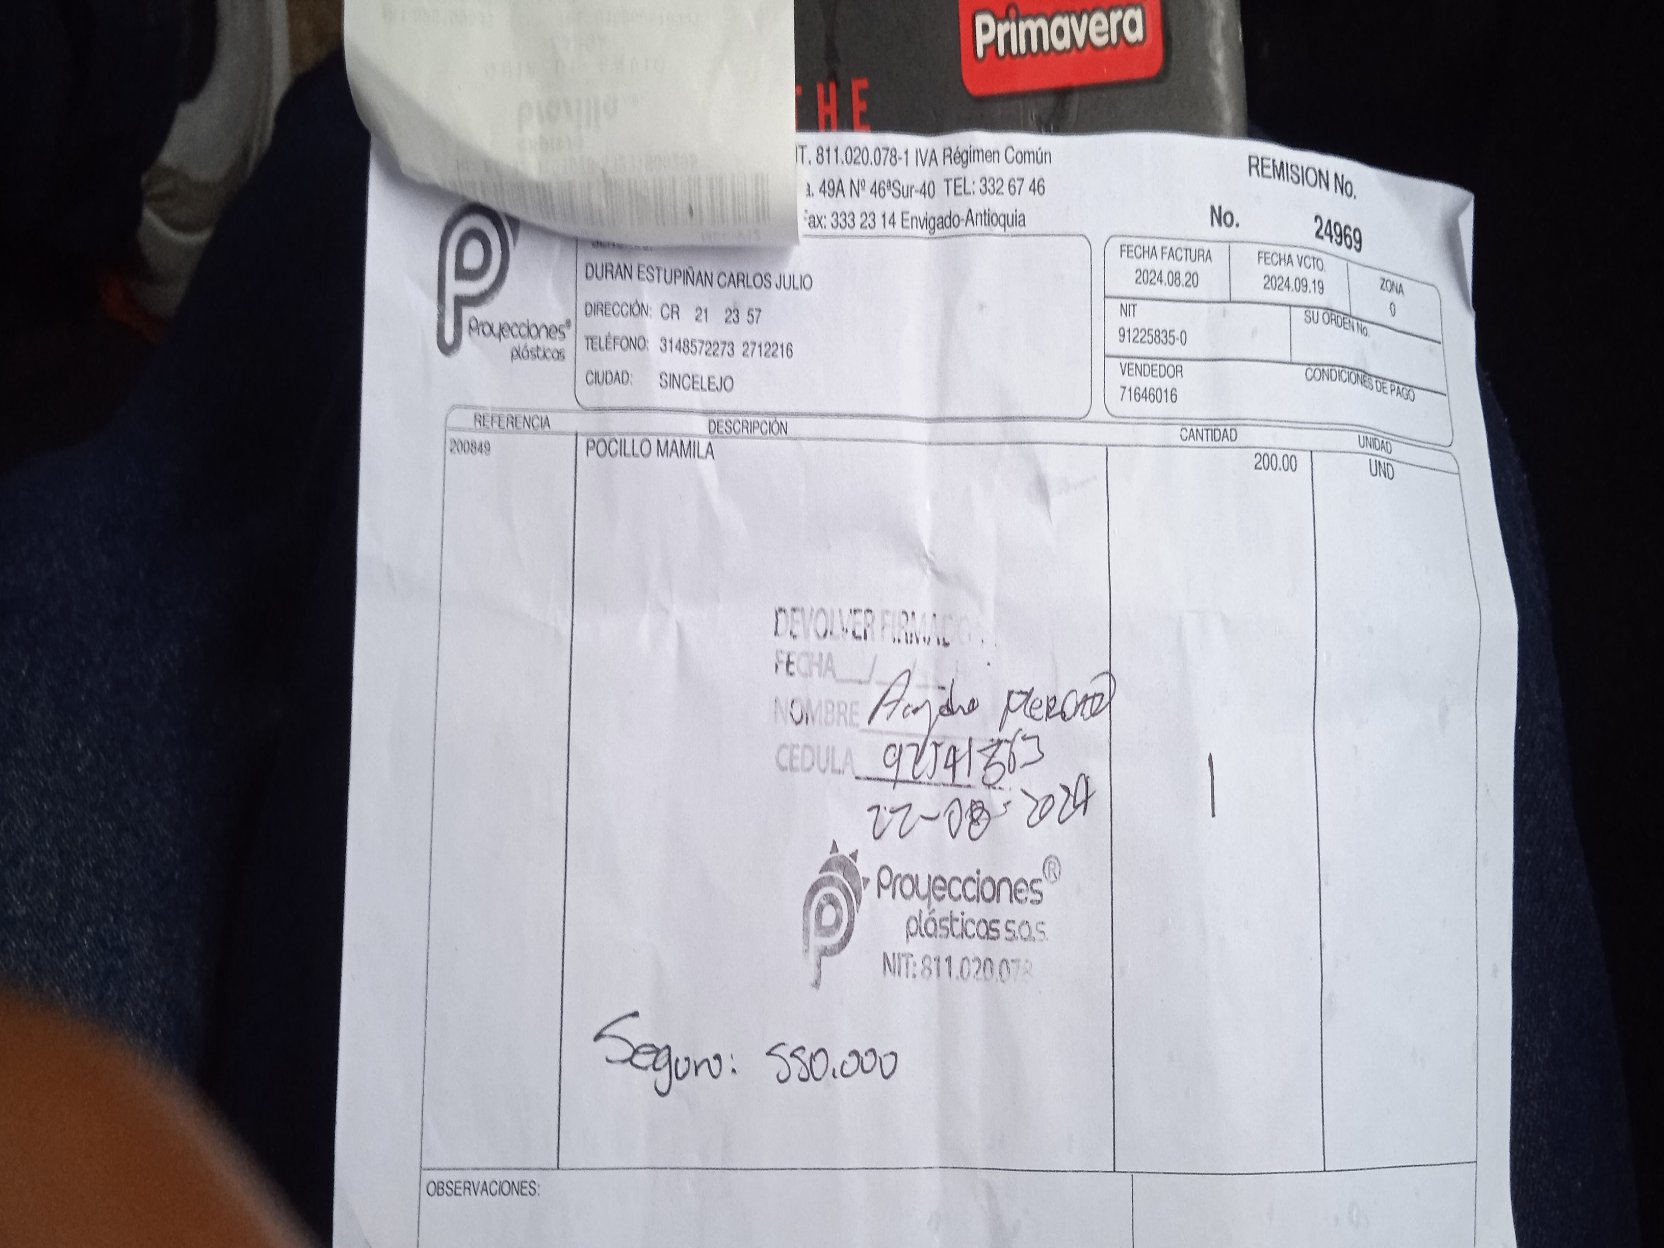 Primavera
THE
T. 811.020.078-1 IVA Régimen Común
a. 49A Nº 46ªSur-40 TEL: 332 67 46
Fax: 333 23 14 Envigado-Antioquia
REMISION No.
No. 24969
Proyecciones®
plásticos
DURAN ESTUPIÑAN CARLOS JULIO
DIRECCIÓN: CR 21 23 57
TELÉFONO: 3148572273 2712216
CIUDAD: SINCELEJO
FECHA FACTURA
2024.08.20
FECHA VCTO.
2024.09.19
ZONA
0
NIT
91225835-0
SU ORDEN No.
VENDEDOR
71646016
CONDICIONES DE PAGO
REFERENCIA DESCRIPCIÓN CANTIDAD UNIDAD
200849 POCILLO MAMILA 200.00 UND
DEVOLVER FIRMADO
FECHA / /
NOMBRE
CEDULA 92541363
22-08-2024
Proyecciones®
plásticas s.a.s.
NIT: 811.020.078
Seguro: 550.000
OBSERVACIONES: